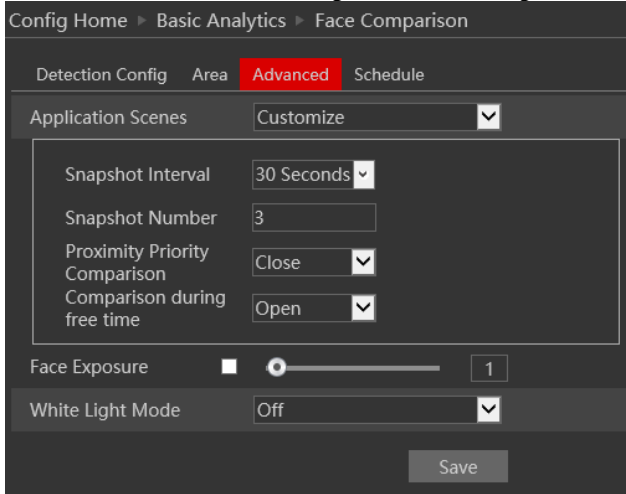 Config Home ▶ Basic Analytics ▶ Face Comparison
Detection Config Area Advanced Schedule
Application Scenes Customize
Snapshot Interval 30 Seconds
Snapshot Number 3
Proximity Priority
Comparison Close
Comparison during
free time Open
Face Exposure 1
White Light Mode Off
Save